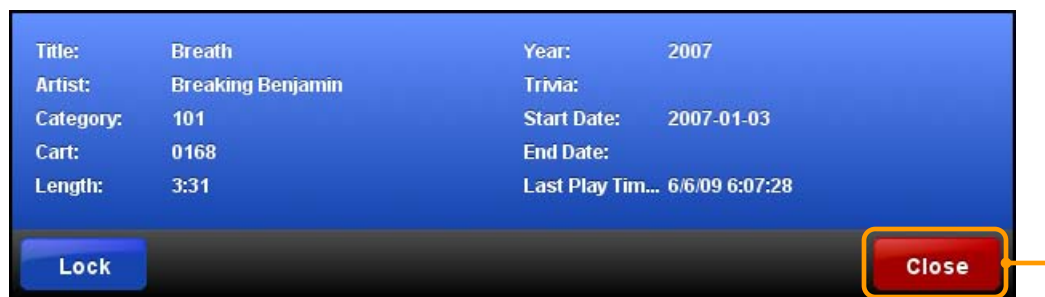 Title: Breath Year: 2007
Artist: Breaking Benjamin Trivia:
Category: 101 Start Date: 2007-01-03
Cart: 0168 End Date:
Length: 3:31 Last Play Tim... 6/6/09 6:07:28
Lock Close